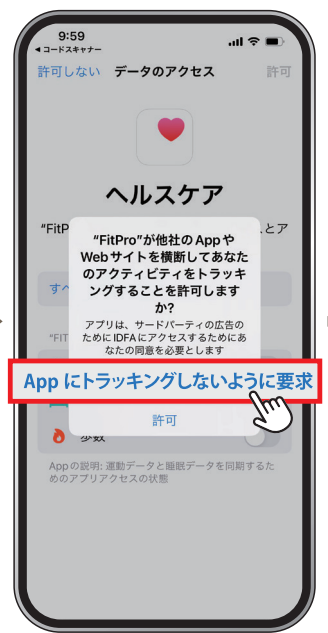 9:59
◀ コードスキャナー
許可しない データのアクセス 許可
ヘルスケア
"FitP
とア
"FitPro"が他社のAppや
Webサイトを横断してあなた
のアクティビティをトラッキ
ングすることを許可します
か?
すべ
アプリは、サードパーティの広告の
ためにIDFAにアクセスするためにあ
なたの同意を必要とします
"FIT
App にトラッキングしないように要求
許可
歩数
Appの説明: 運動データと睡眠データを同期するた
めのアプリアクセスの状態